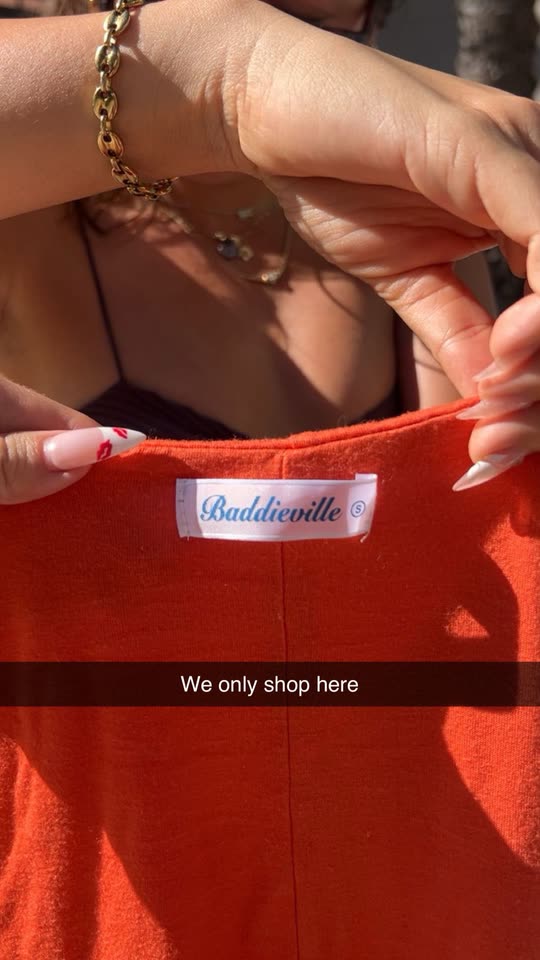 Baddieville Ⓢ
We only shop here